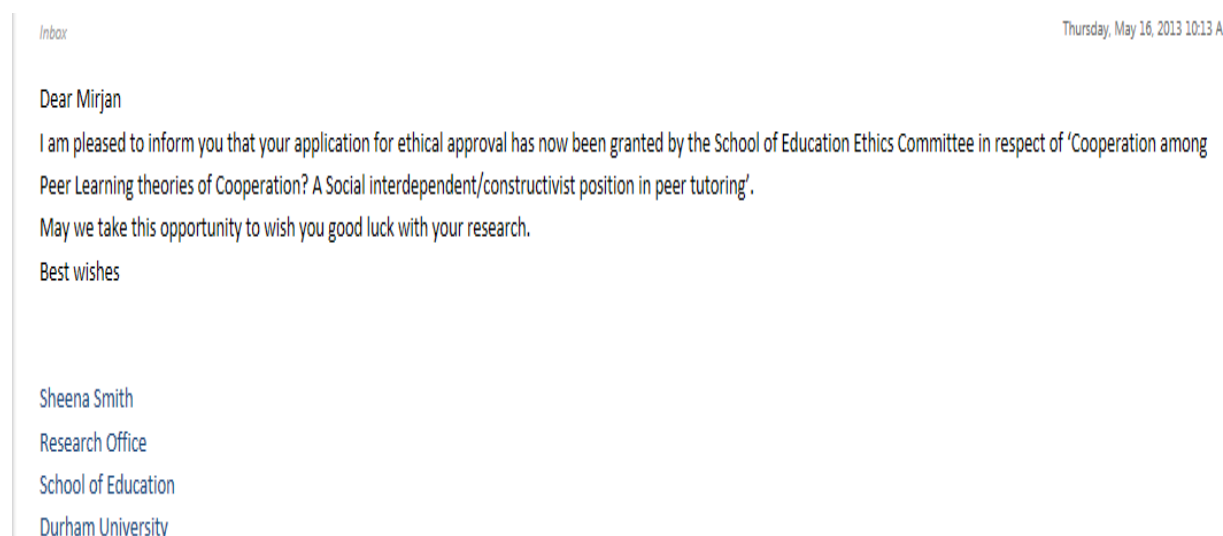 Inbox
Thursday, May 16, 2013 10:13 A
Dear Mirjan
I am pleased to inform you that your application for ethical approval has now been granted by the School of Education Ethics Committee in respect of ‘Cooperation among
Peer Learning theories of Cooperation? A Social interdependent/constructivist position in peer tutoring’.
May we take this opportunity to wish you good luck with your research.
Best wishes
Sheena Smith
Research Office
School of Education
Durham University